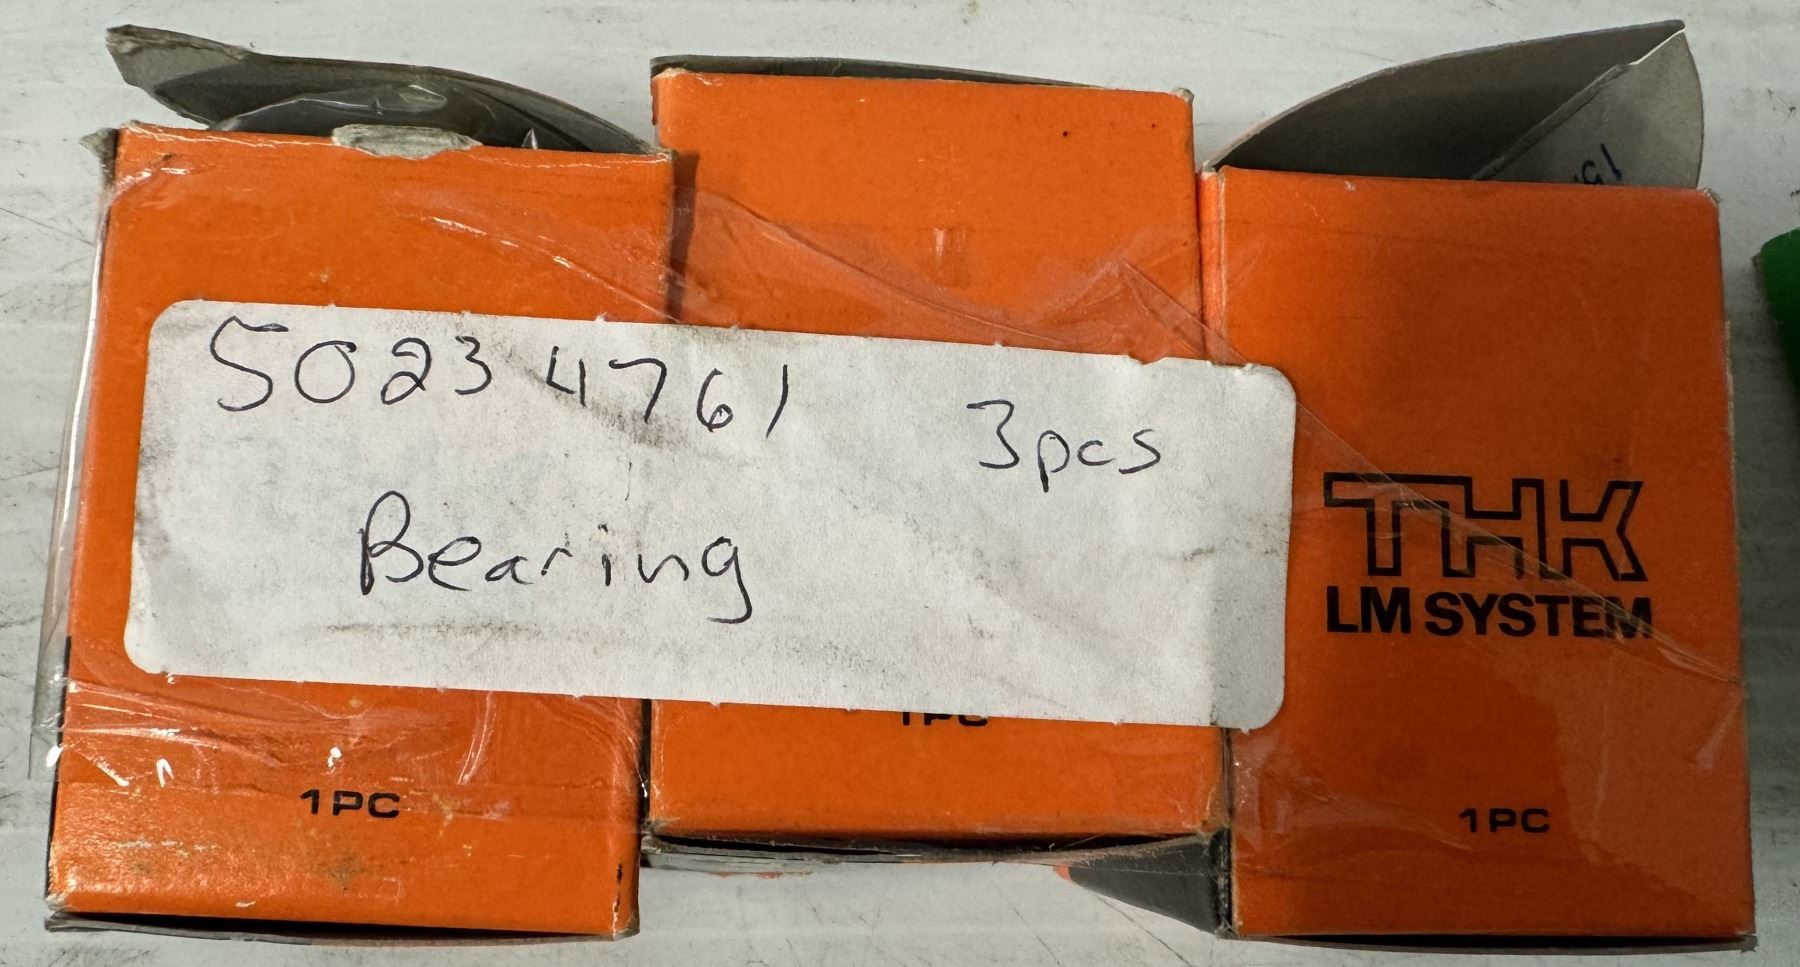 50234761 3pcs
Bearing
THK
LM SYSTEM
1PC
1PC
1PC